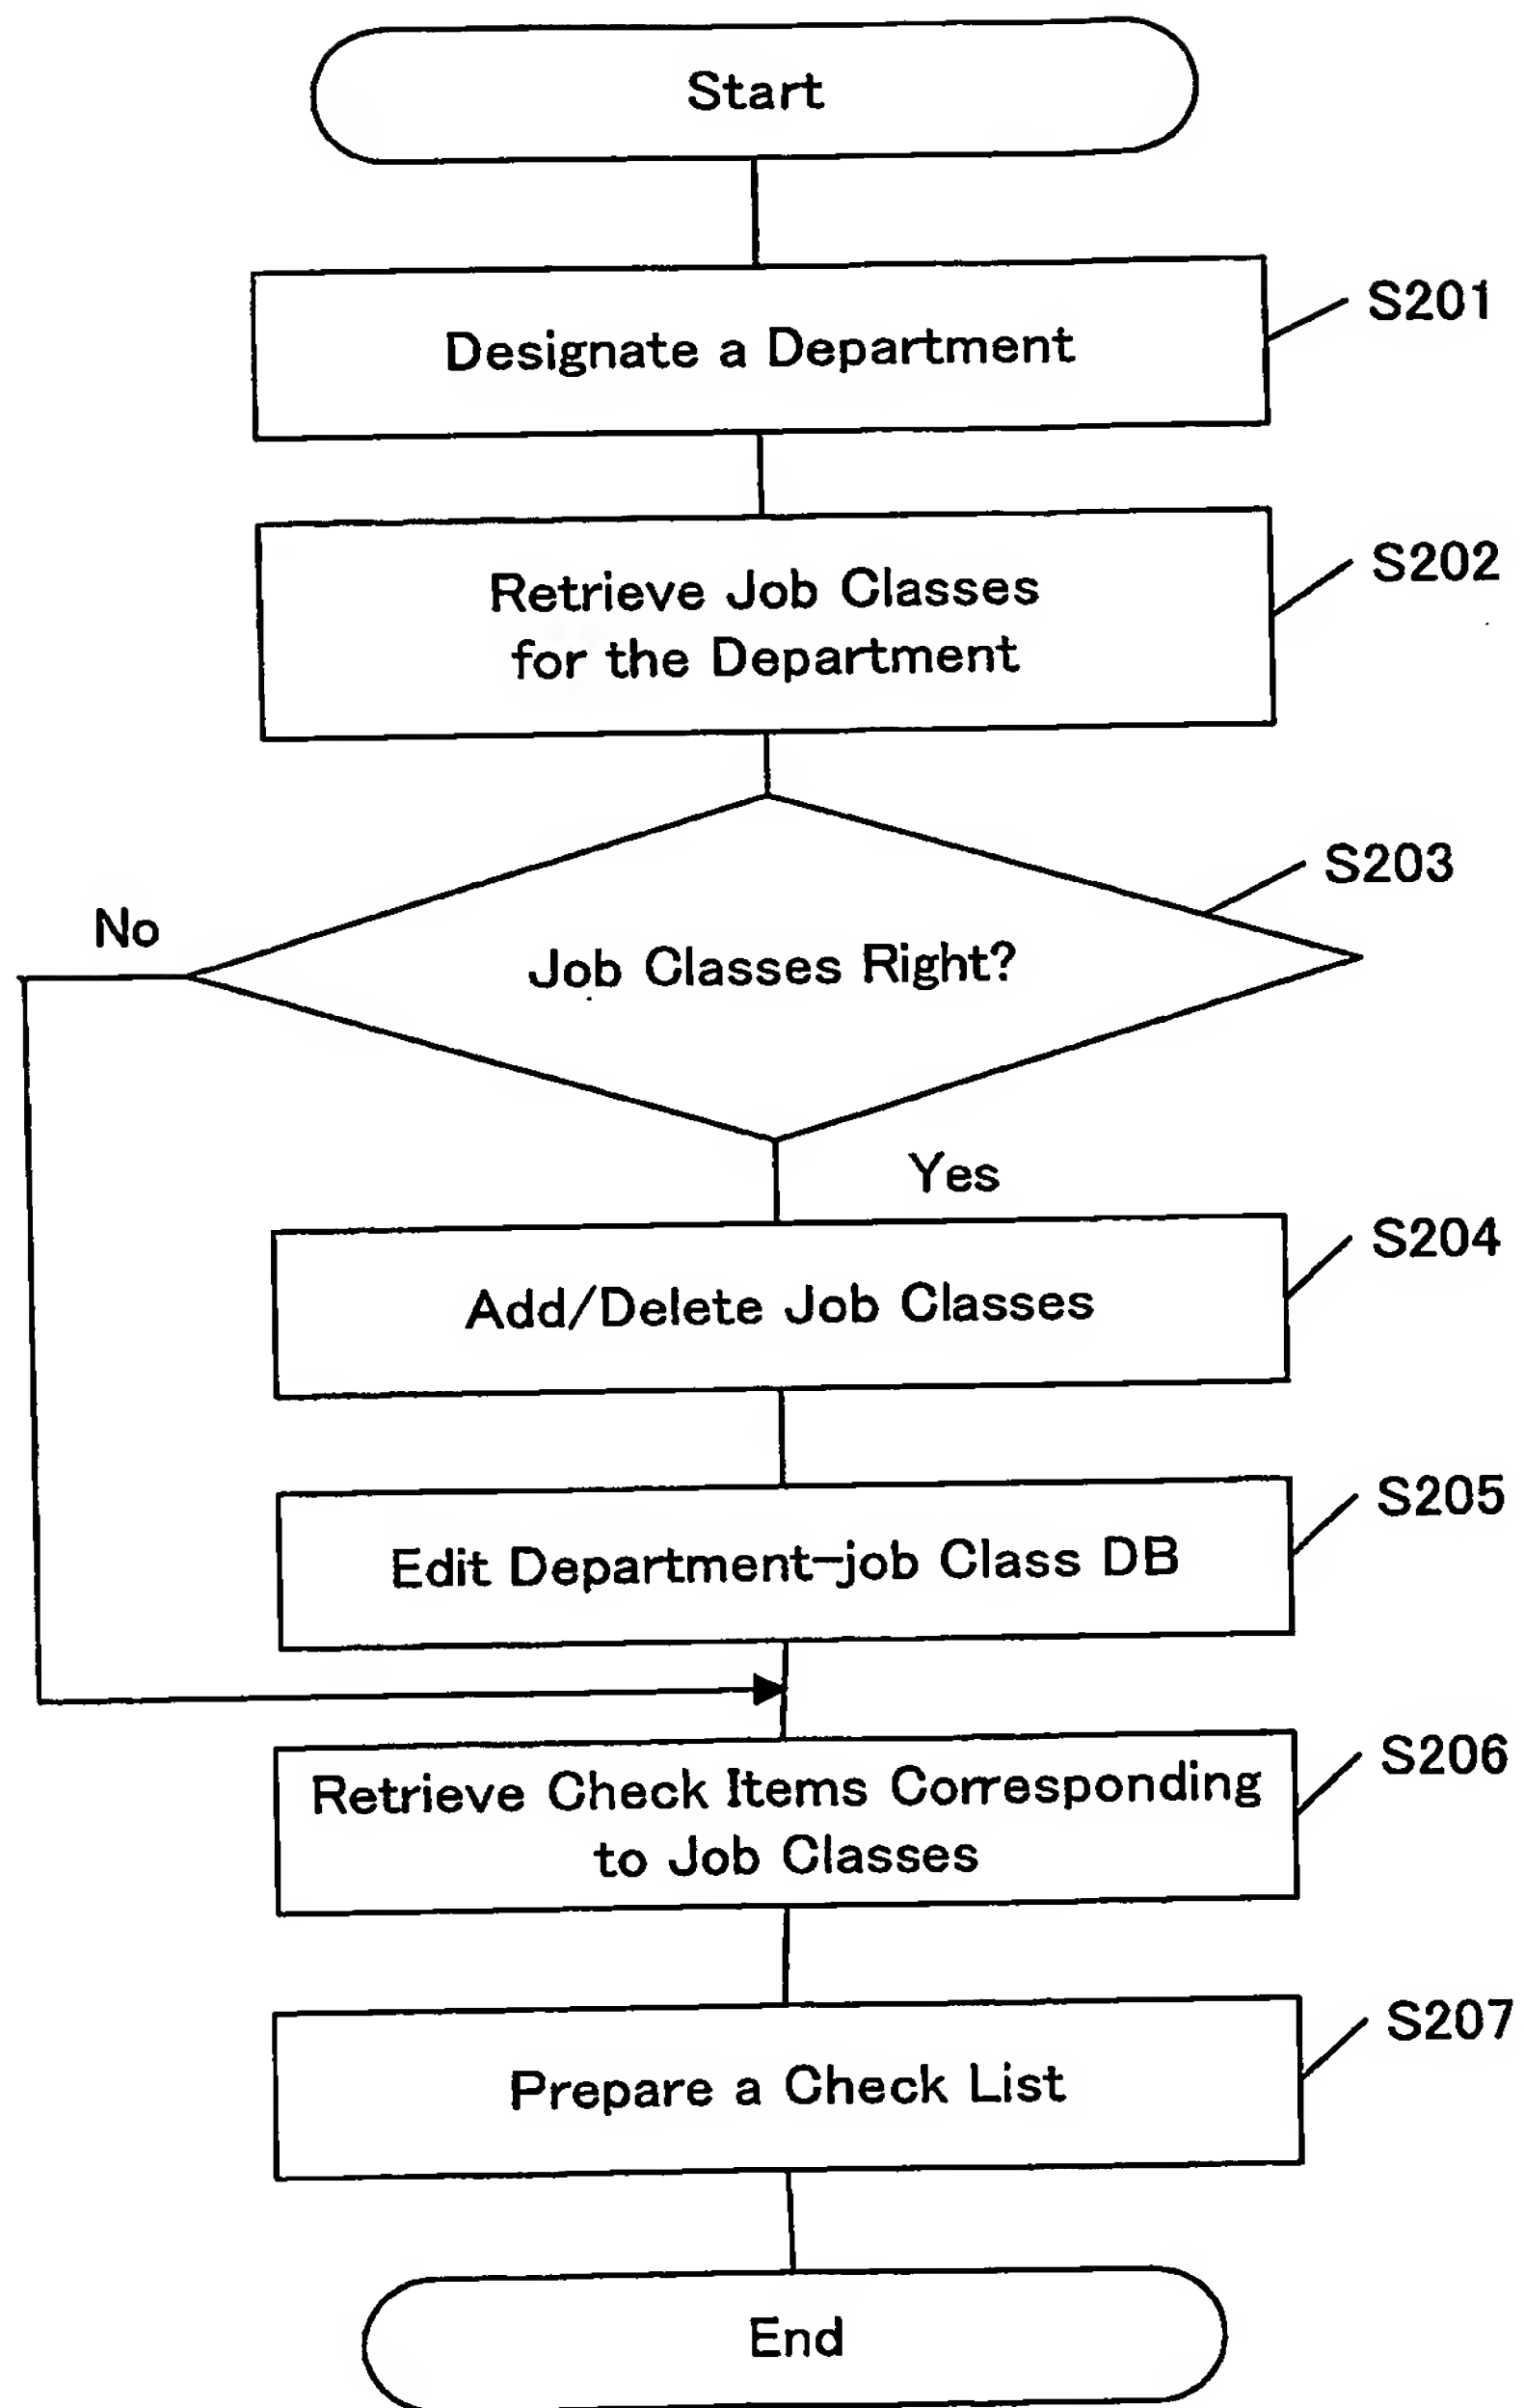 Start
Designate a Department
S201
Retrieve Job Classes
for the Department
S202
Job Classes Right?
S203
No
Yes
Add/Delete Job Classes
S204
Edit Department-job Class DB
S205
Retrieve Check Items Corresponding
to Job Classes
S206
Prepare a Check List
S207
End